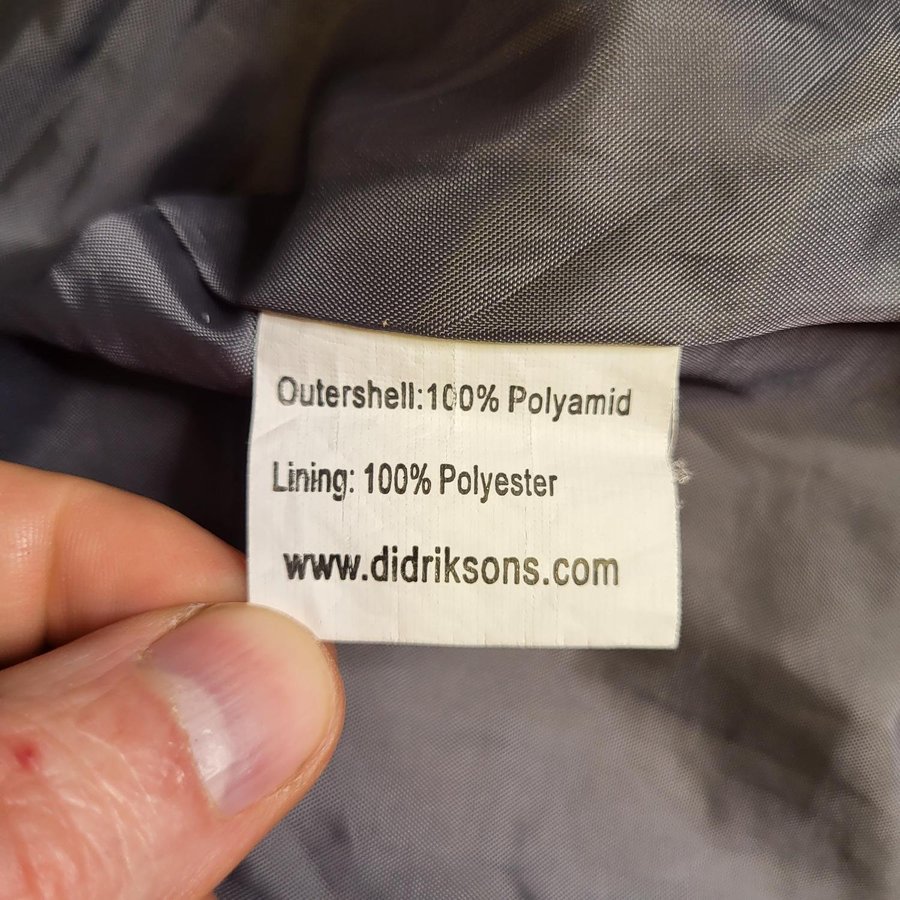 Outershell:100% Polyamid
Lining: 100% Polyester
www.didriksons.com